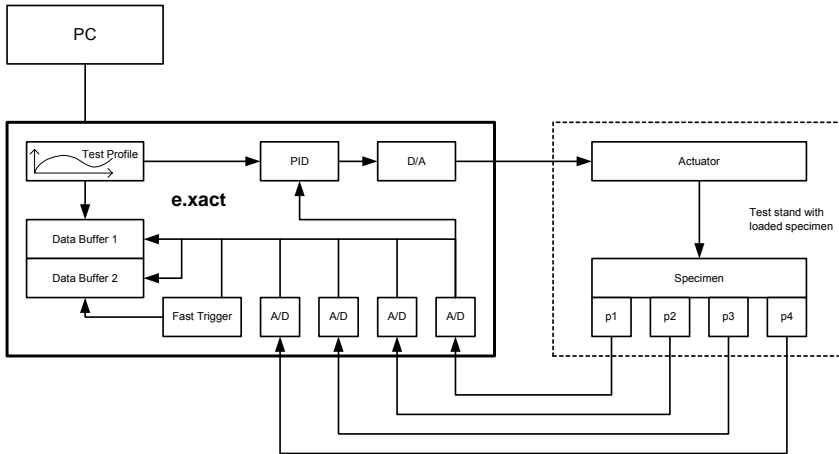 PC
Test Profile
PID
D/A
Actuator
e.xact
Test stand with
loaded specimen
Data Buffer 1
Data Buffer 2
Specimen
Fast Trigger
A/D
A/D
A/D
A/D
p1
p2
p3
p4